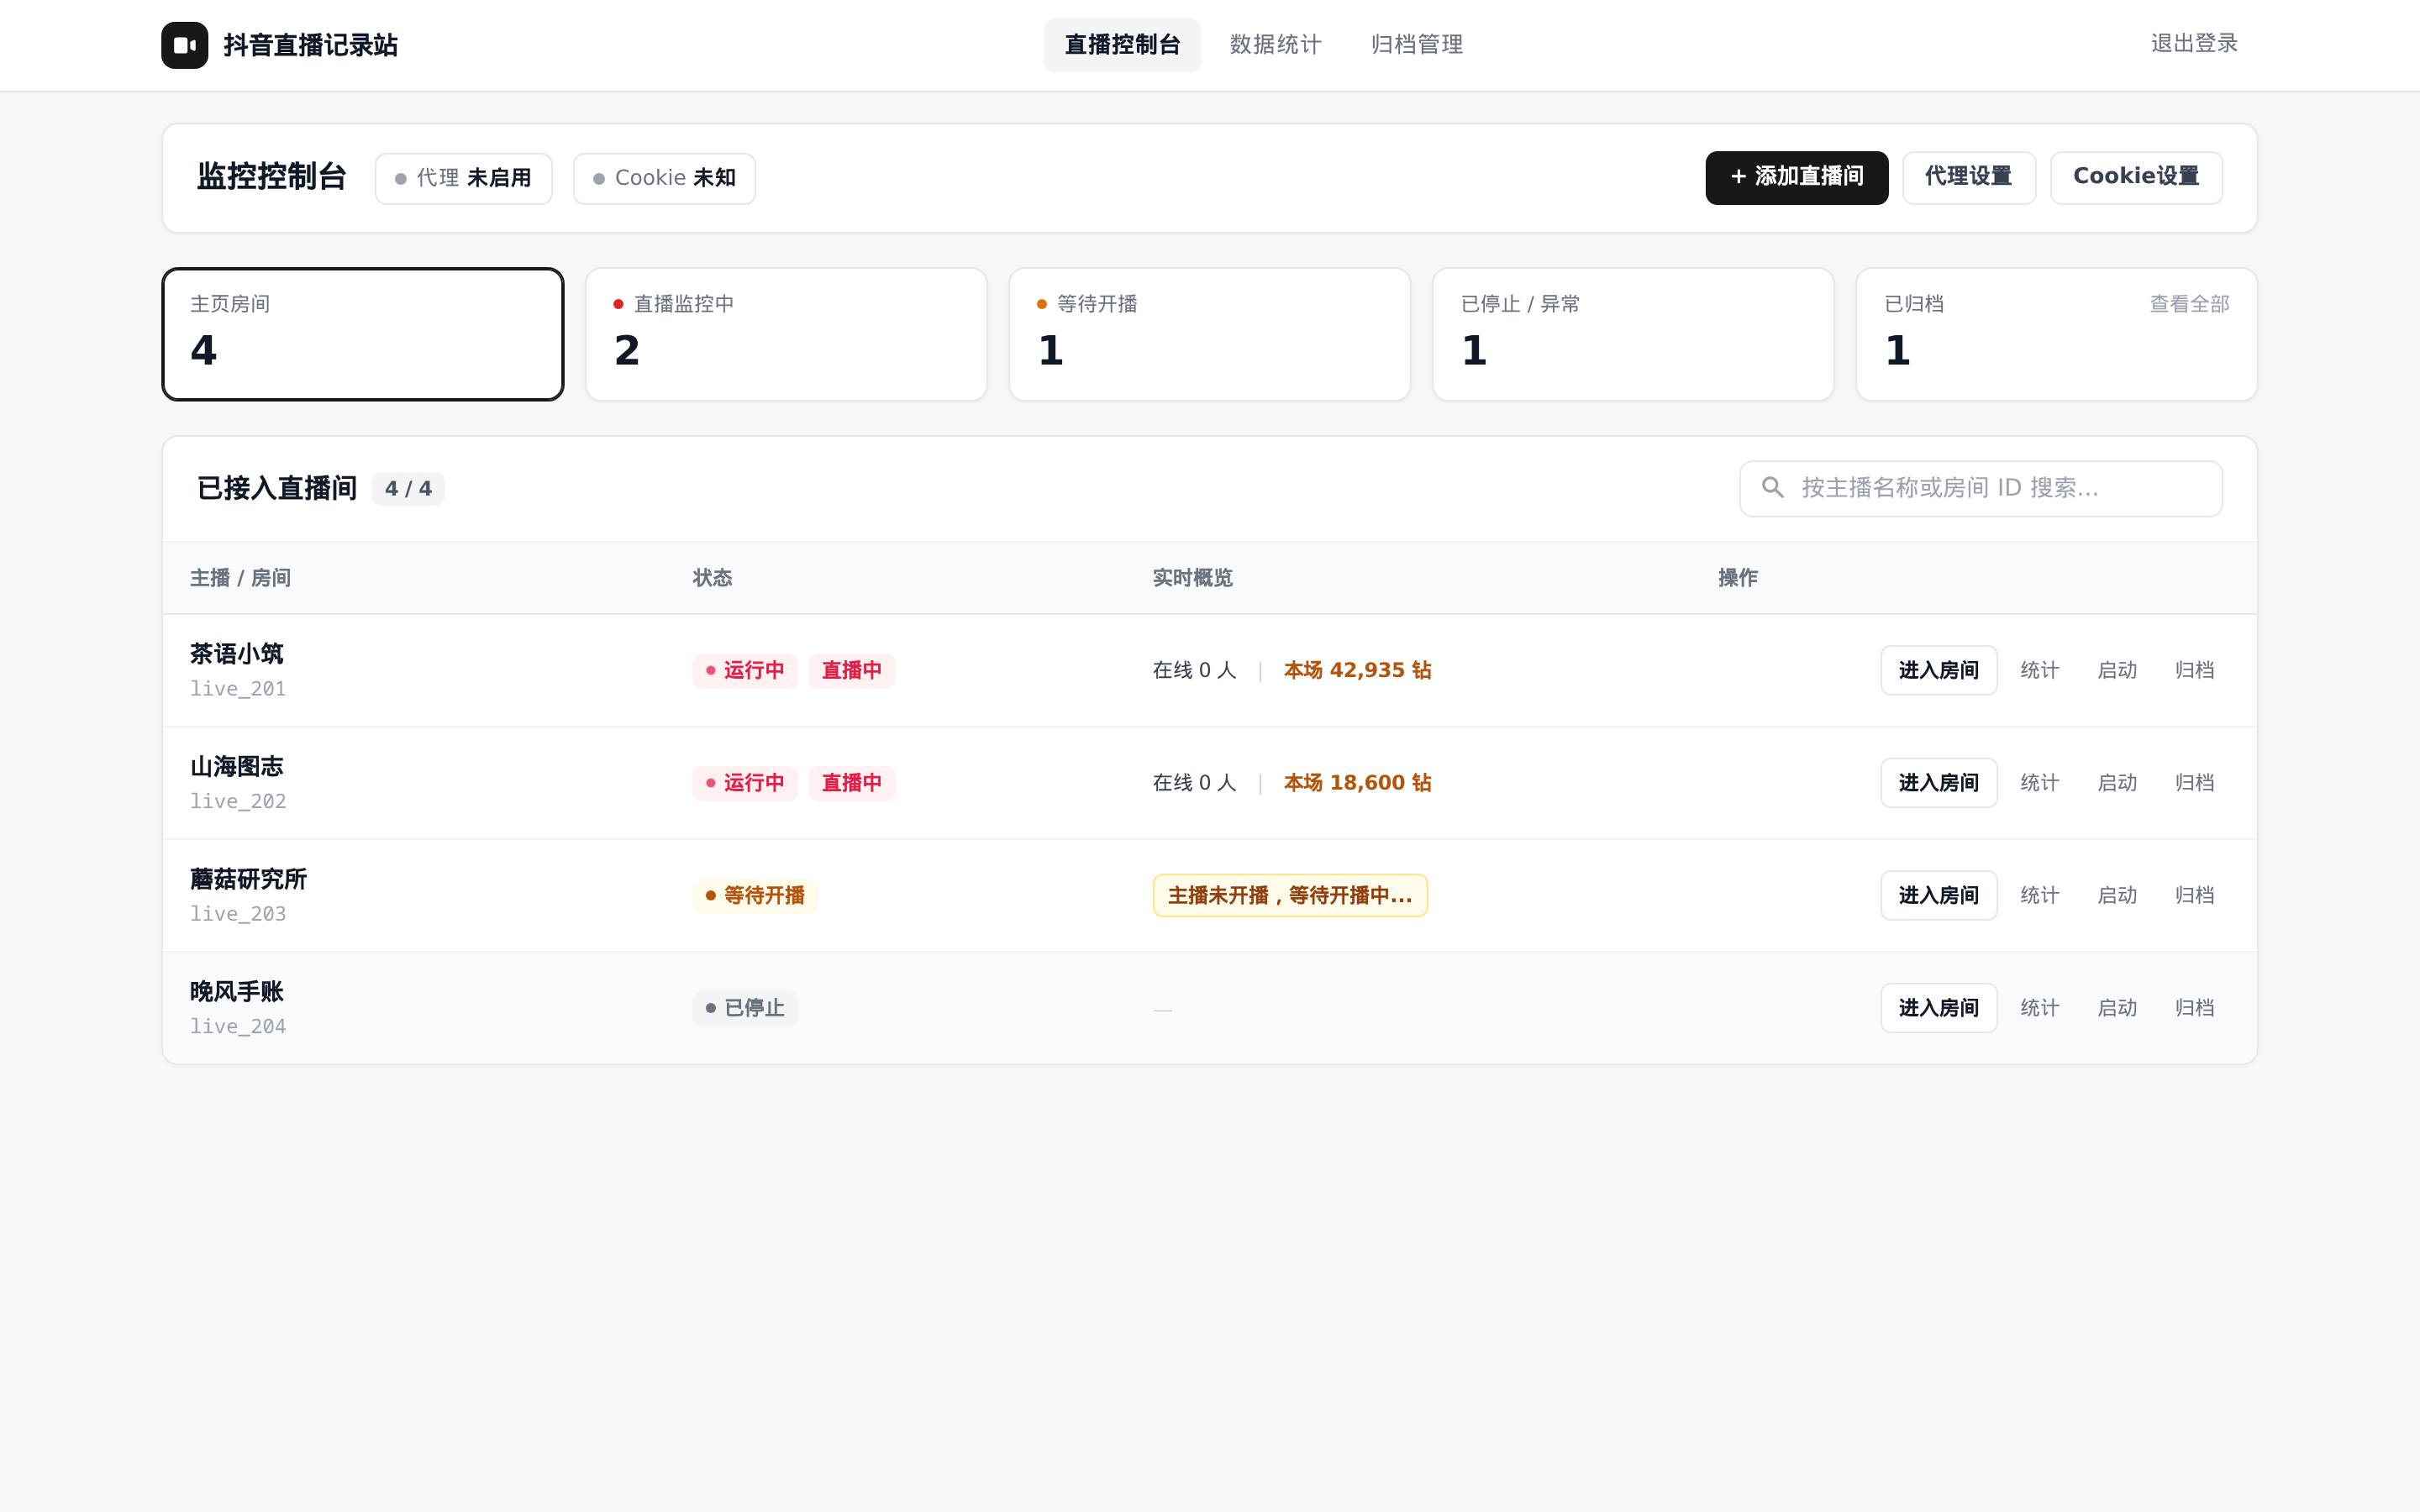 抖音直播记录站
直播控制台 数据统计 归档管理
退出登录
监控控制台 代理 未启用 Cookie 未知
+ 添加直播间 代理设置 Cookie设置
主页房间
4
直播监控中
2
等待开播
1
已停止 / 异常
1
已归档 查看全部
1
已接入直播间 4 / 4
按主播名称或房间 ID 搜索...
主播 / 房间 状态 实时概览 操作
茶语小筑
live_201
运行中 直播中 在线 0 人 | 本场 42,935 钻 进入房间 统计 启动 归档
山海图志
live_202
运行中 直播中 在线 0 人 | 本场 18,600 钻 进入房间 统计 启动 归档
蘑菇研究所
live_203
等待开播 主播未开播，等待开播中... 进入房间 统计 启动 归档
晚风手账
live_204
已停止 — 进入房间 统计 启动 归档